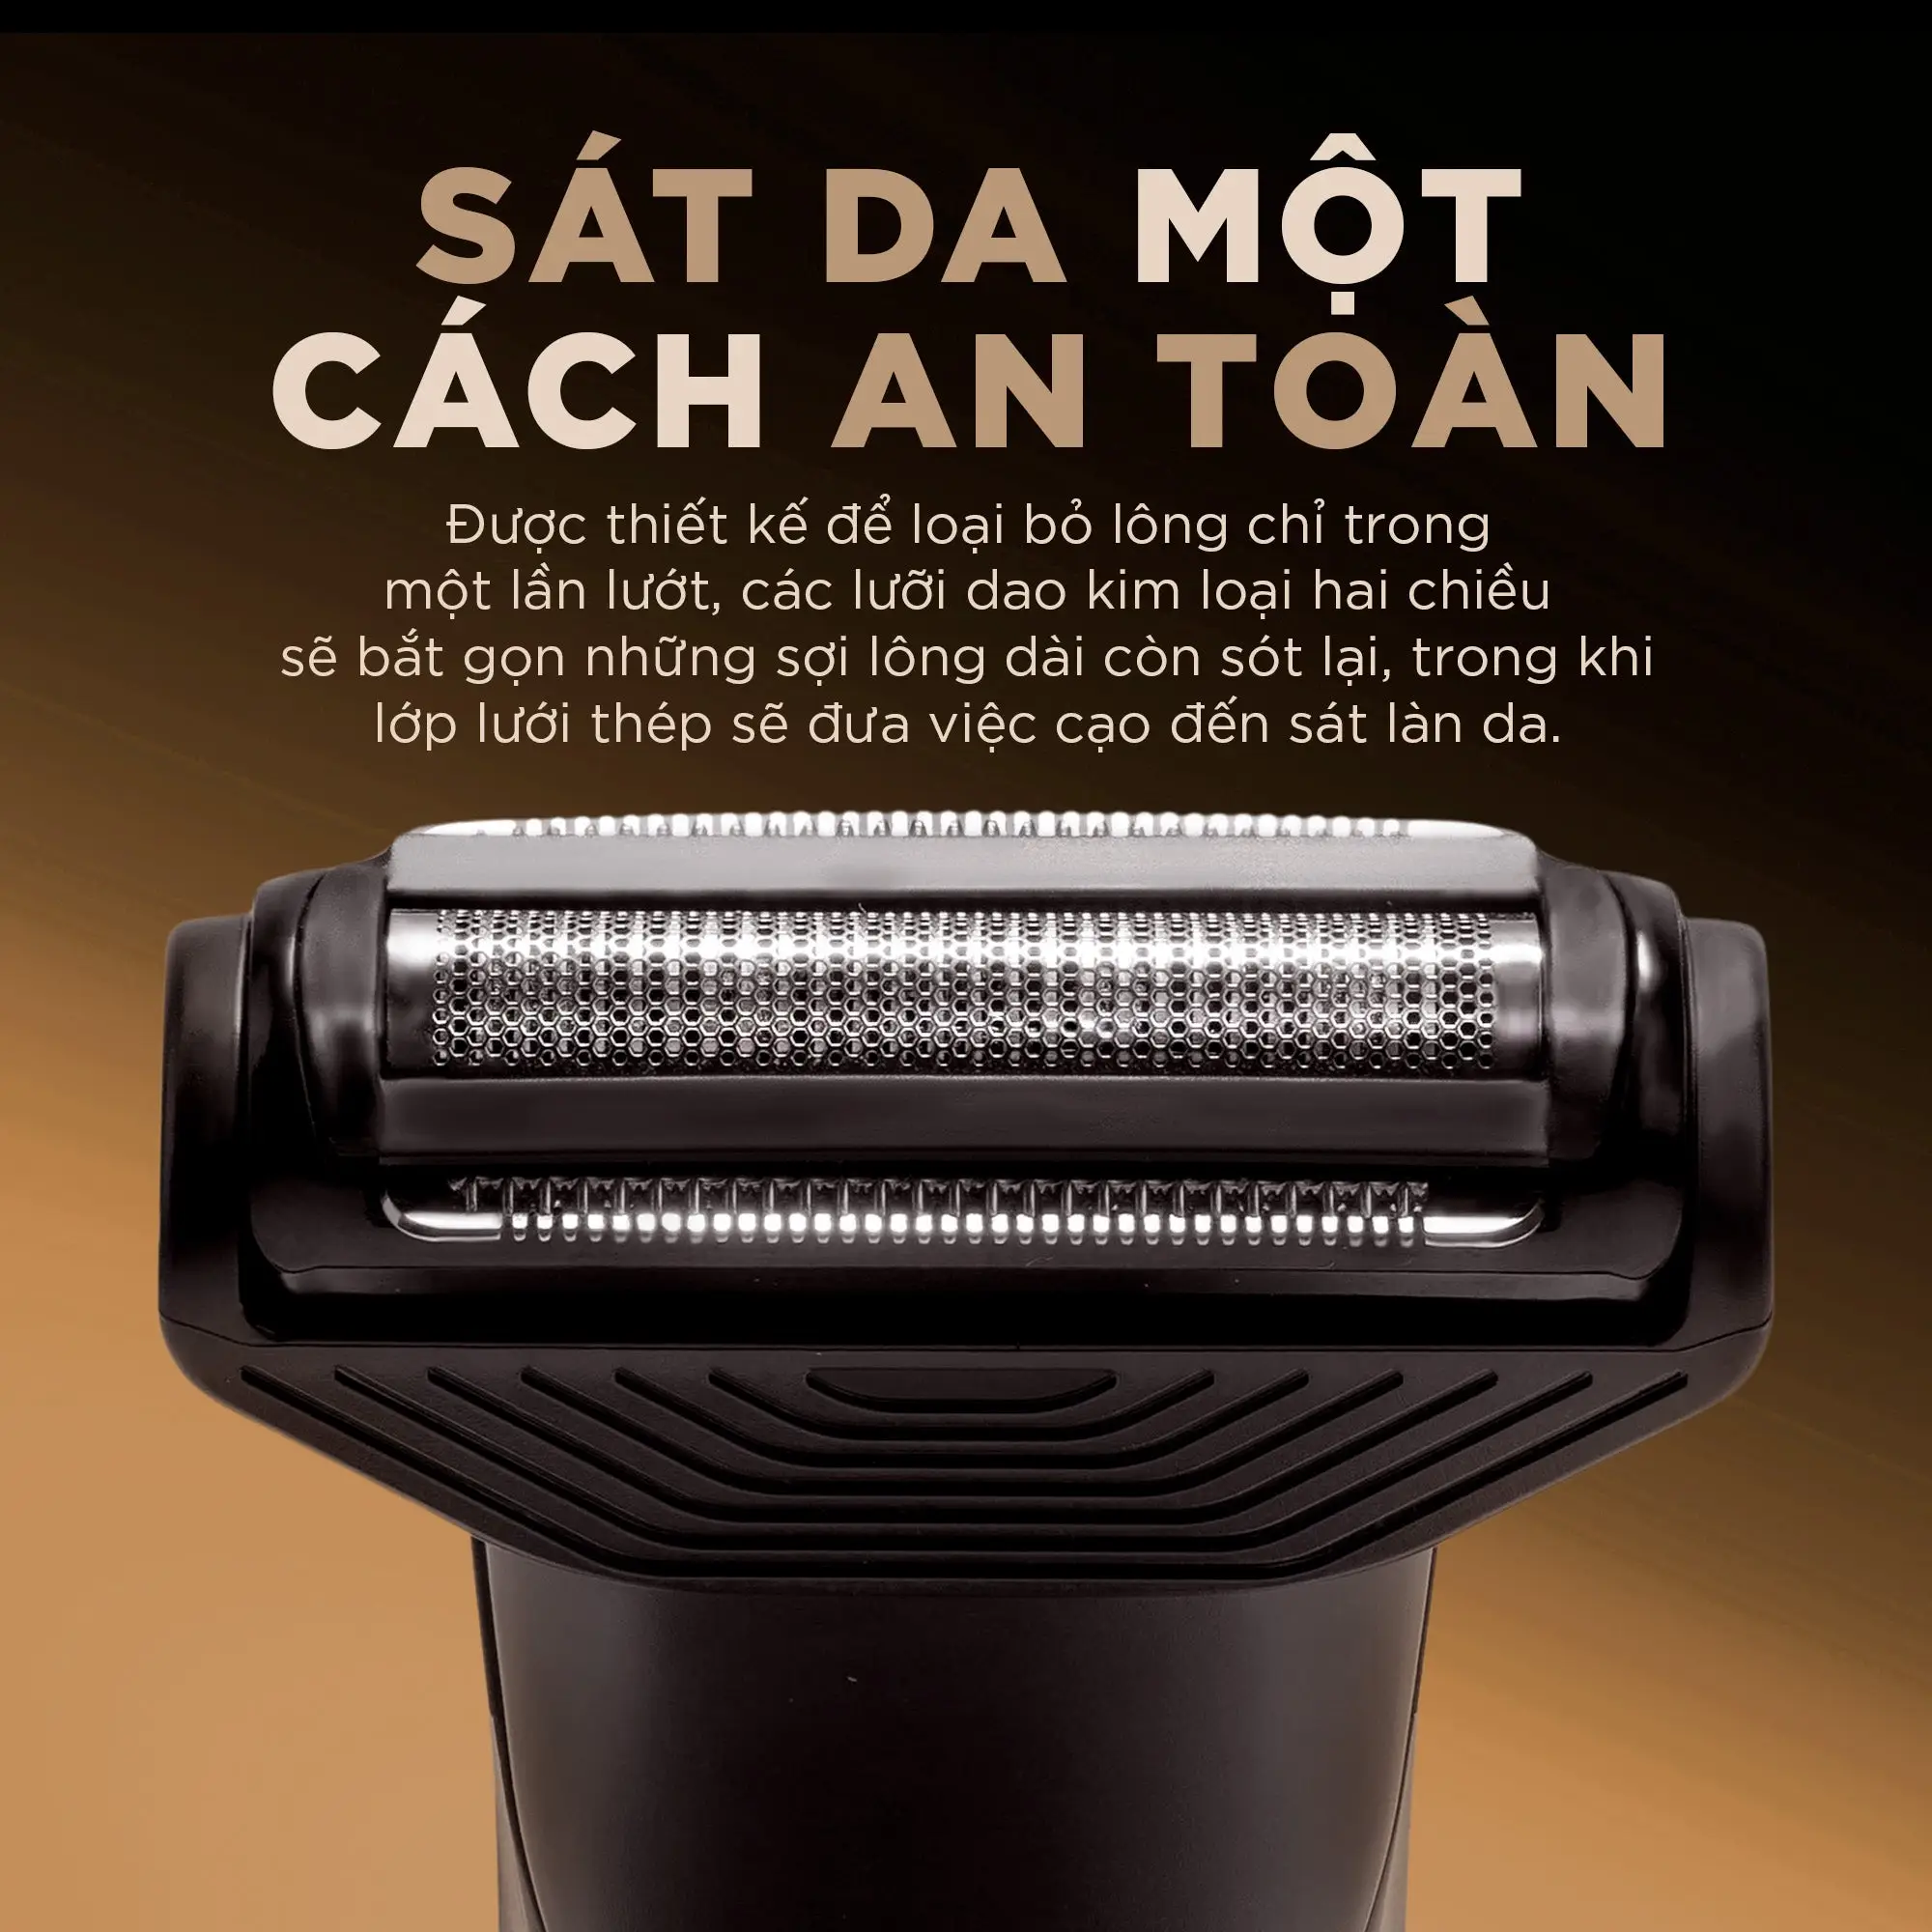 SÁT DA MỘT
CÁCH AN TOÀN
Được thiết kế để loại bỏ lông chỉ trong
một lần lướt, các lưỡi dao kim loại hai chiều
sẽ bắt gọn những sợi lông dài còn sót lại, trong khi
lớp lưới thép sẽ đưa việc cạo đến sát làn da.